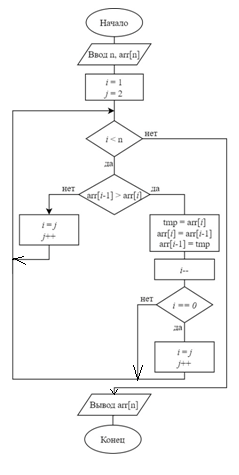 Начало
Ввод n, arr[n]
i = 1
j = 2
i < n
нет
да
arr[i-1] > arr[i]
нет
да
i = j
j++
tmp = arr[i]
arr[i] = arr[i-1]
arr[i-1] = tmp
i--
нет
i == 0
да
i = j
j++
Вывод arr[n]
Конец